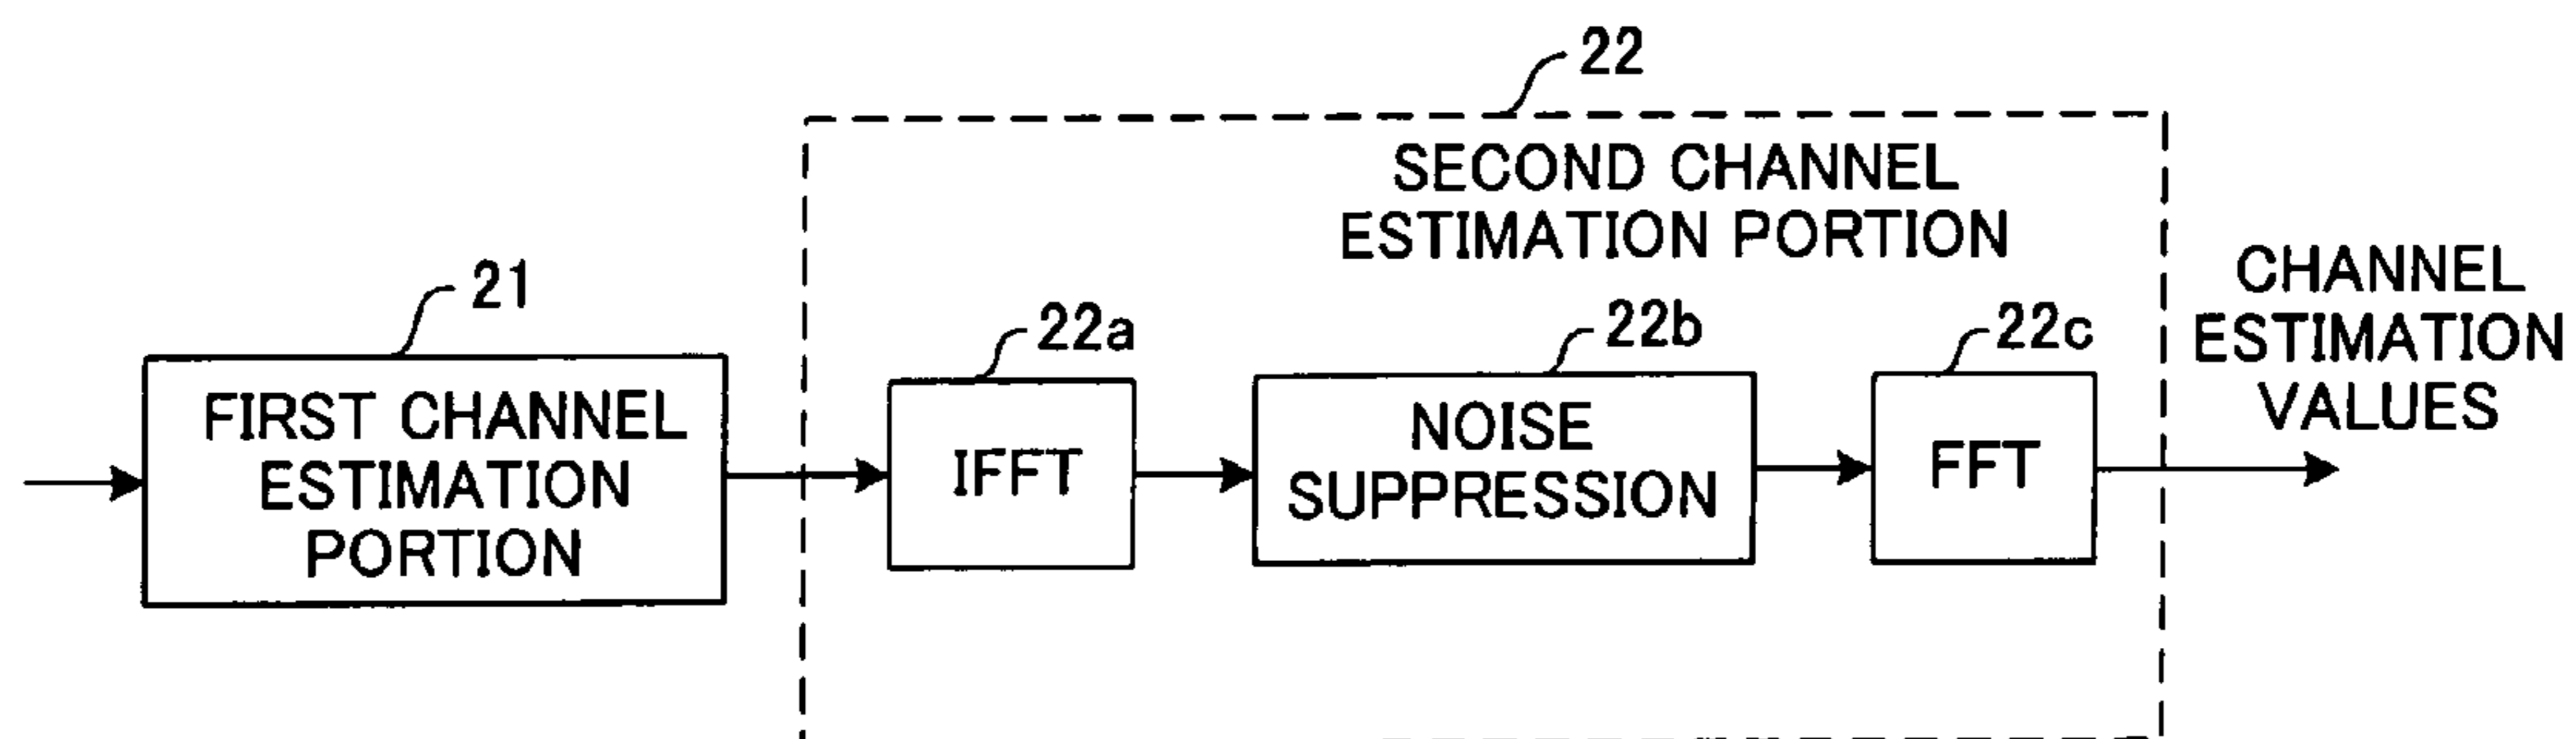 22
SECOND CHANNEL
ESTIMATION PORTION
21
FIRST CHANNEL
ESTIMATION
PORTION
22a
IFFT
22b
NOISE
SUPPRESSION
22c
FFT
CHANNEL
ESTIMATION
VALUES